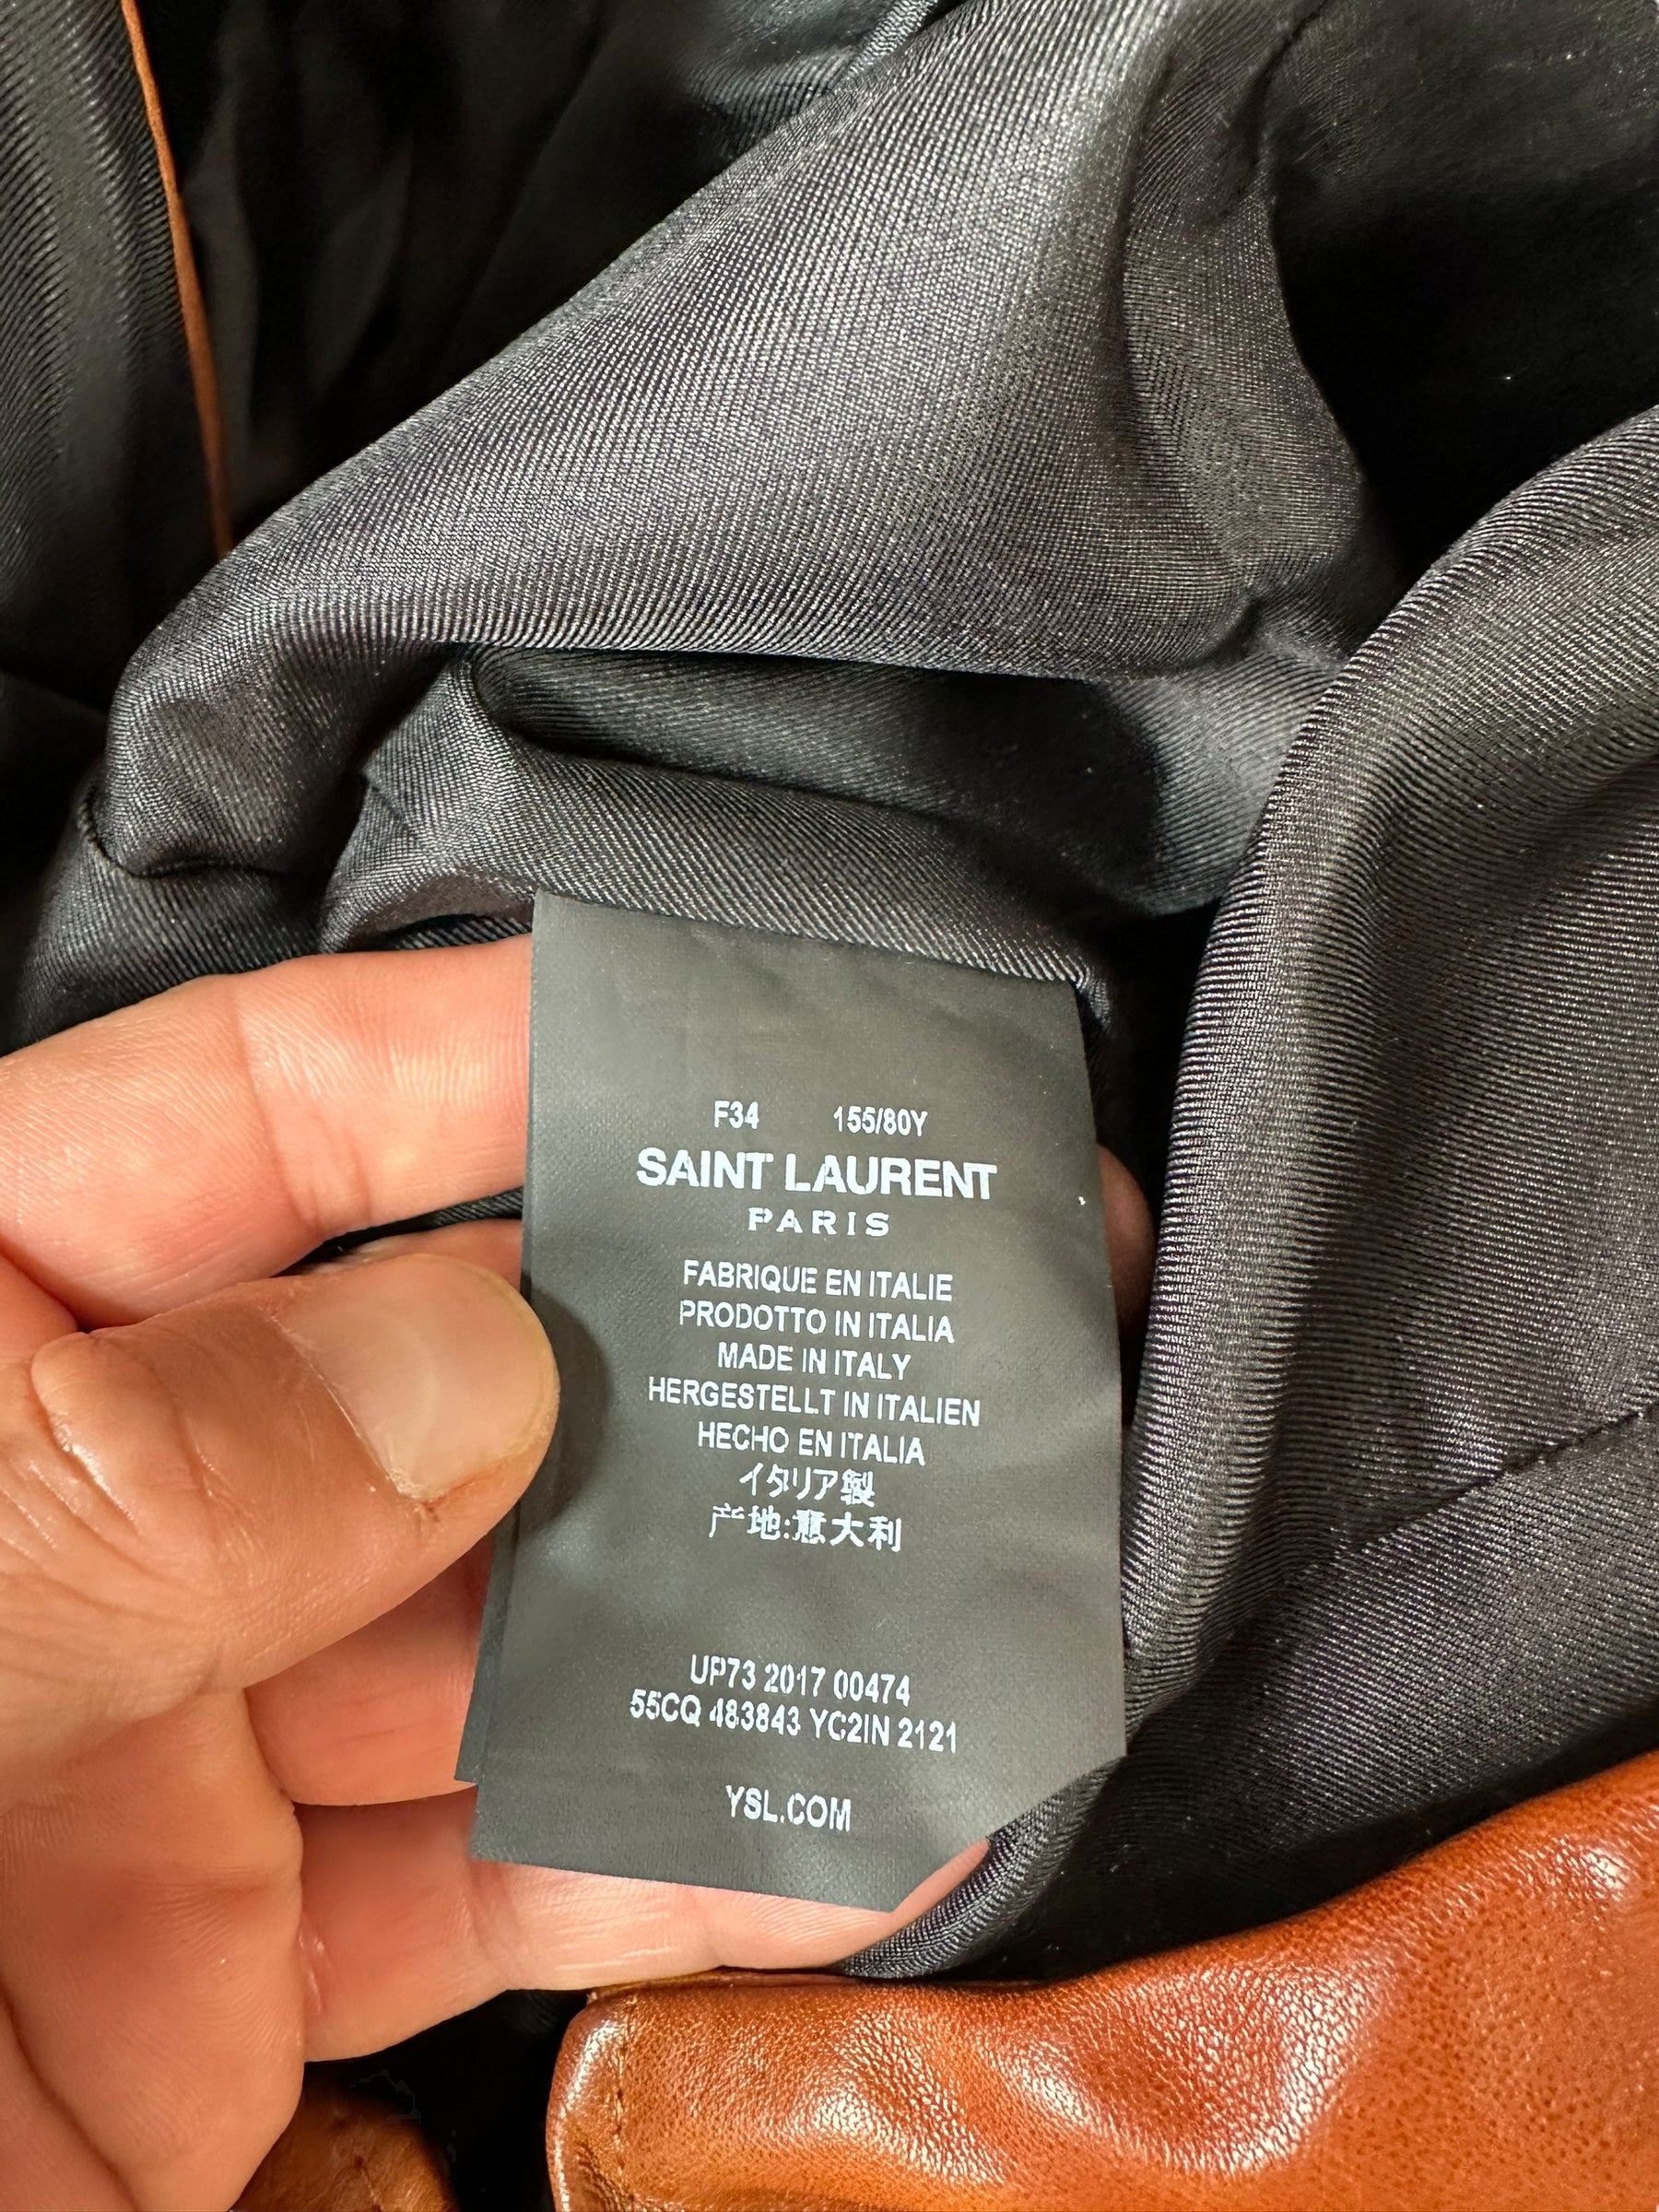 F34 155/80Y
SAINT LAURENT
PARIS
FABRIQUE EN ITALIE
PRODOTTO IN ITALIA
MADE IN ITALY
HERGESTELLT IN ITALIEN
HECHO EN ITALIA
イタリア製
产地:意大利
UP73 2017 00474
55CQ 483843 YC2IN 2121
YSL.COM